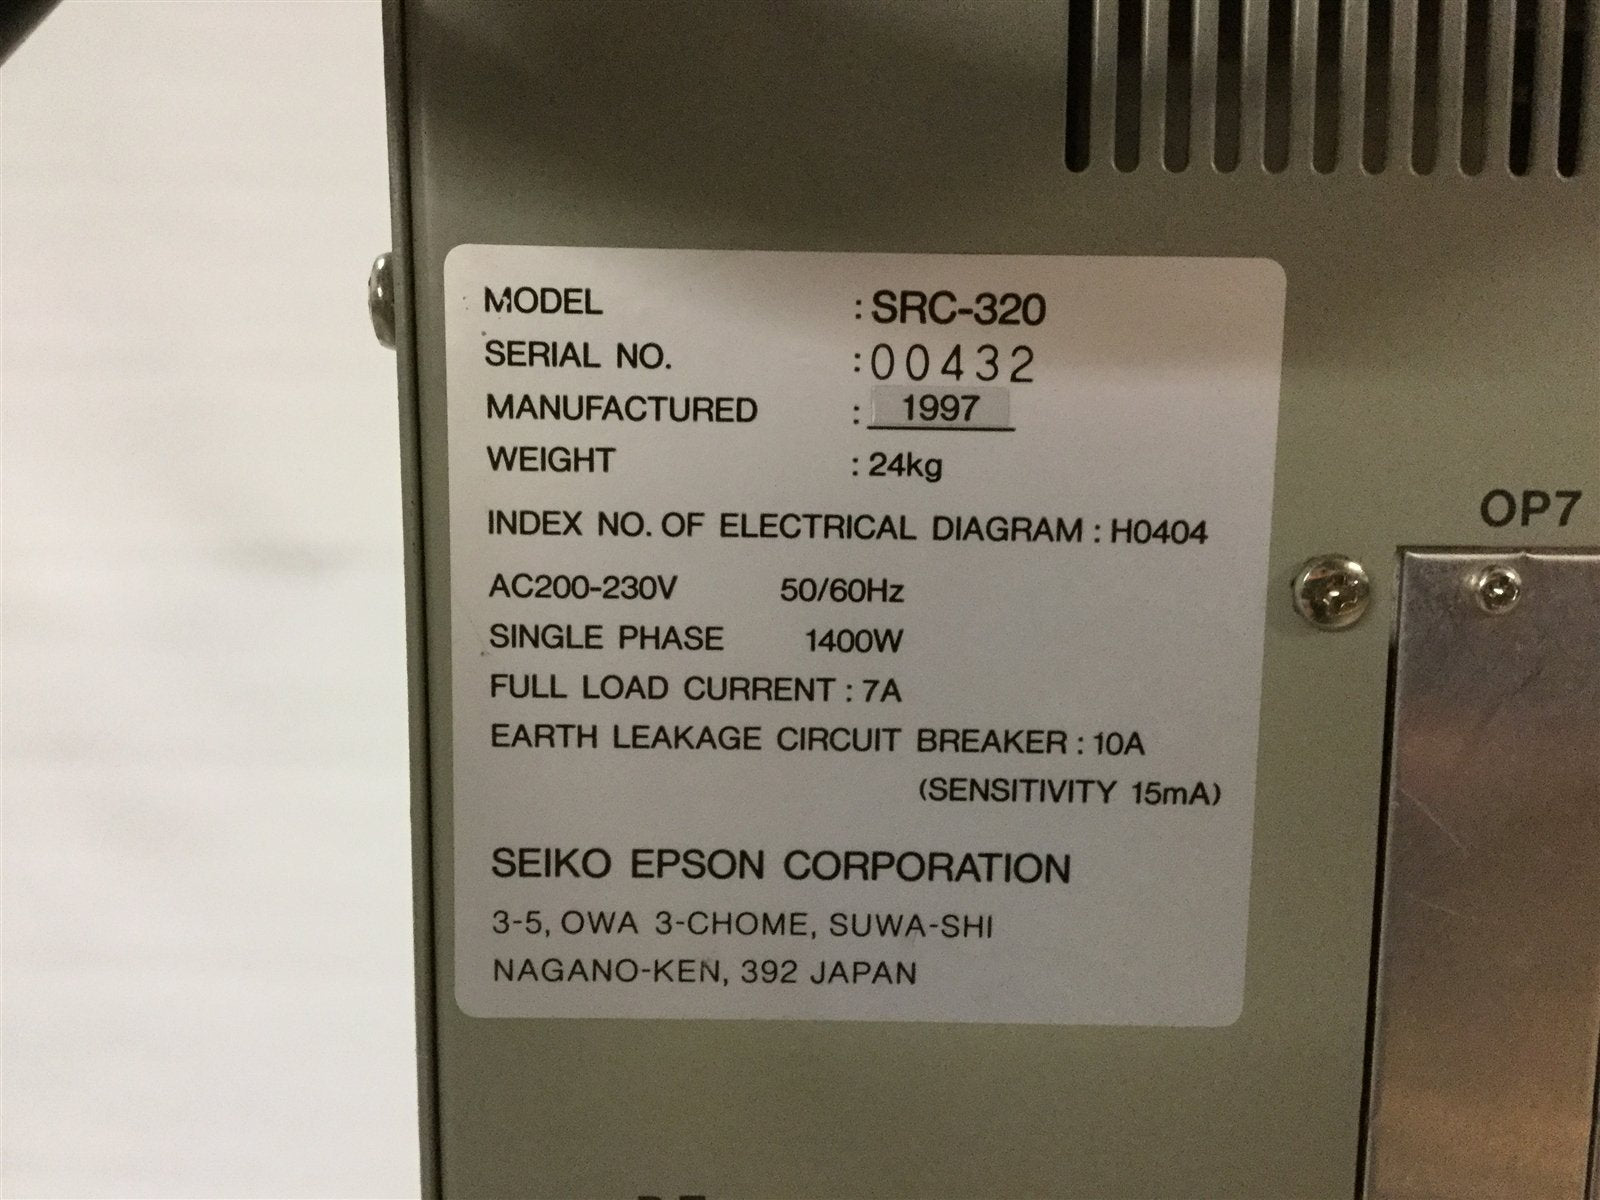 MODEL : SRC-320
SERIAL NO. : 00432
MANUFACTURED : 1997
WEIGHT : 24kg
INDEX NO. OF ELECTRICAL DIAGRAM : H0404
AC200-230V 50/60Hz
SINGLE PHASE 1400W
FULL LOAD CURRENT : 7A
EARTH LEAKAGE CIRCUIT BREAKER : 10A
(SENSITIVITY 15mA)
SEIKO EPSON CORPORATION
3-5, OWA 3-CHOME, SUWA-SHI
NAGANO-KEN, 392 JAPAN
OP7